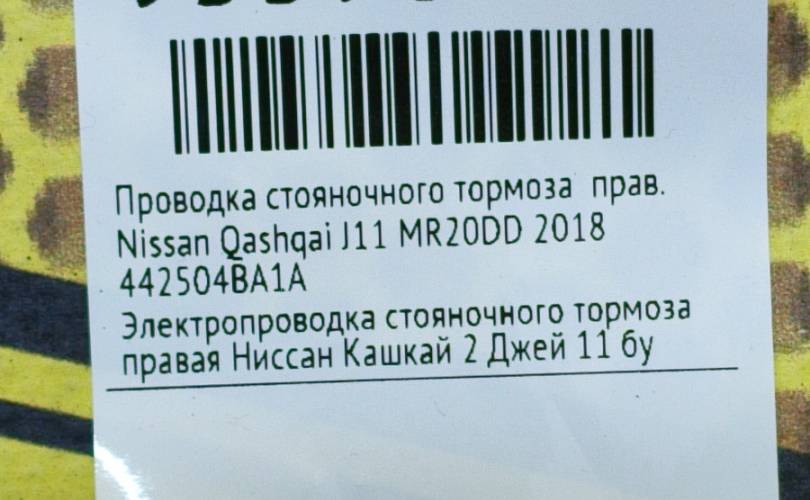 Проводка стояночного тормоза прав.
Nissan Qashqai J11 MR20DD 2018
442504BA1A
Электропроводка стояночного тормоза
правая Ниссан Кашкай 2 Джей 11 бу